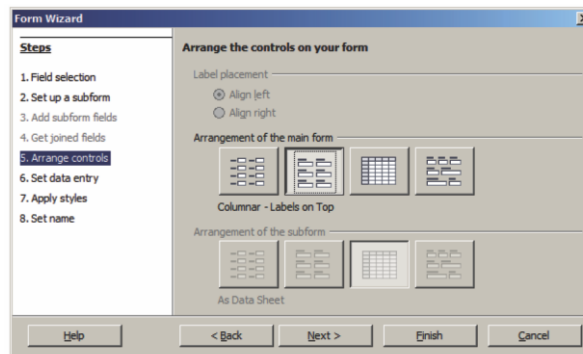 Form Wizard
Steps
1. Field selection
2. Set up a subform
3. Add subform fields
4. Get joined fields
5. Arrange controls
6. Set data entry
7. Apply styles
8. Set name
Arrange the controls on your form
Label placement
Align left
Align right
Arrangement of the main form
Columnar - Labels on Top
Arrangement of the subform
As Data Sheet
Help
< Back
Next >
Finish
Cancel